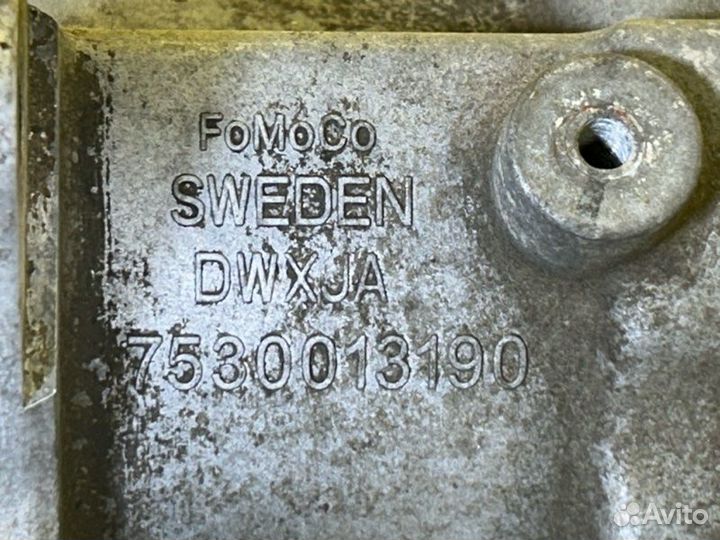 FoMoCo
SWEDEN
DWXJA
7530013190
Avito